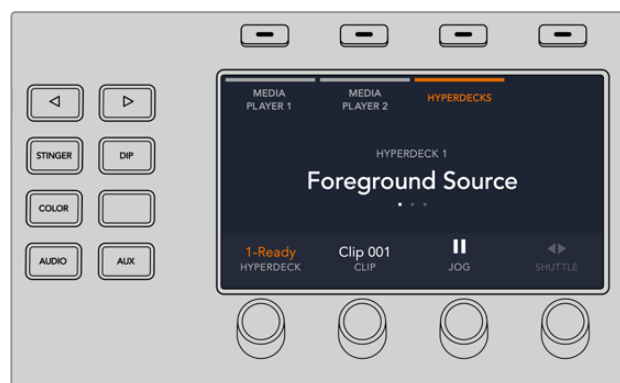 MEDIA
PLAYER 1
MEDIA
PLAYER 2
HYPERDECKS
STINGER
DIP
HYPERDECK 1
Foreground Source
COLOR
AUDIO
AUX
1-Ready
HYPERDECK
Clip 001
CLIP
JOG
SHUTTLE